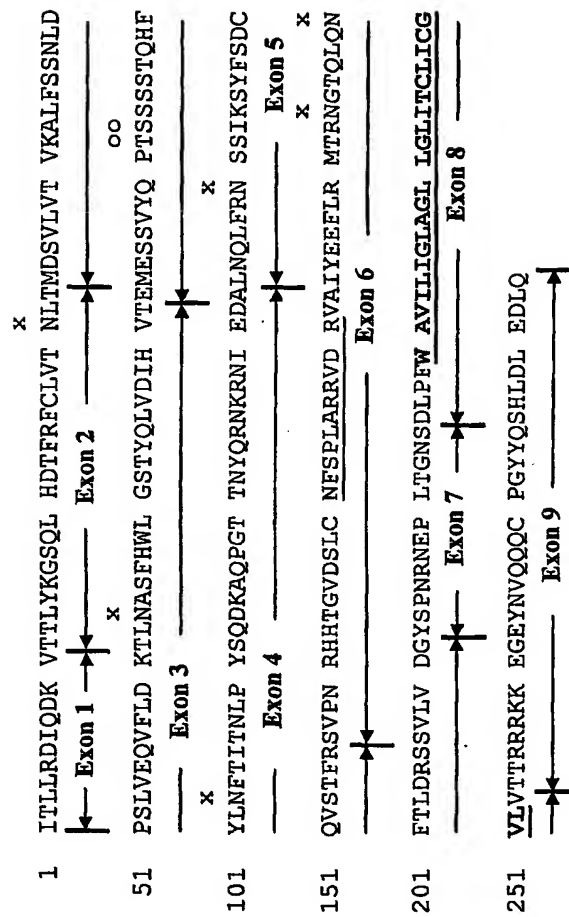 x
1 ITLLRDIQDK VTTLYKGSQL HDTFRFCLVT NLTMDSVLVT VKALFSSNLD
Exon 1 Exon 2
x oo
51 PSLVEQVFLD KTLNASFHWL GSTYQLVDIH VTEMESSVYQ PTSSSSTQHF
Exon 3
x x
101 YLNFTITNLP YSQDKAQPGT TNYQRNKRNI EDALNQLFRN SSIKSYFSDC
Exon 4 Exon 5
x x
151 QVSTFRSVPN RHHTGVDSLC NFSPLARRVD RVAIYEEFLR MTRNGTQLQN
Exon 6
201 FTLDRSSVLV DGYSPNRNEP LTGNSDLPFW AVILIGLAGL LGLITCLICG
Exon 7 Exon 8
251 VLVTTRRRKK EGEYNVQQQC PGYYQSHLDL EDLQ
Exon 9